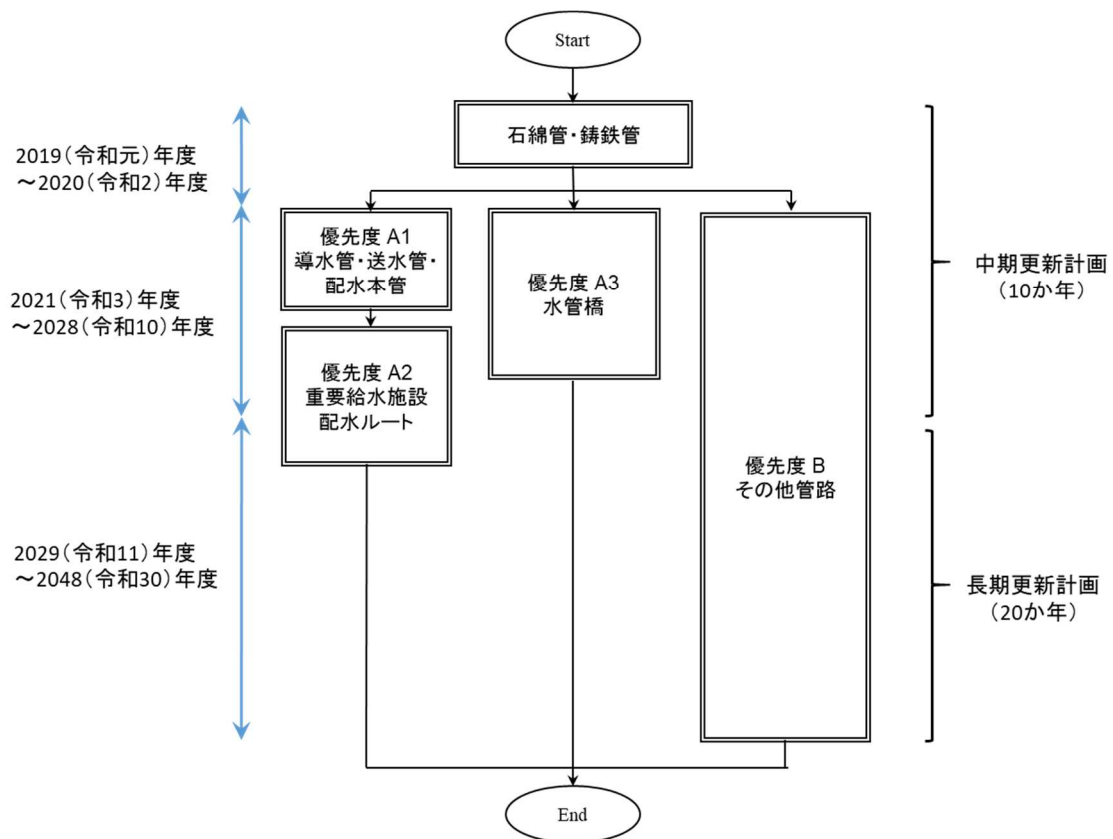 Start
石綿管・鋳鉄管
2019(令和元)年度
～2020(令和2)年度
優先度 A1
導水管・送水管・
配水本管
優先度 A3
水管橋
中期更新計画
(10か年)
2021(令和3)年度
～2028(令和10)年度
優先度 A2
重要給水施設
配水ルート
優先度 B
その他管路
2029(令和11)年度
～2048(令和30)年度
長期更新計画
(20か年)
End